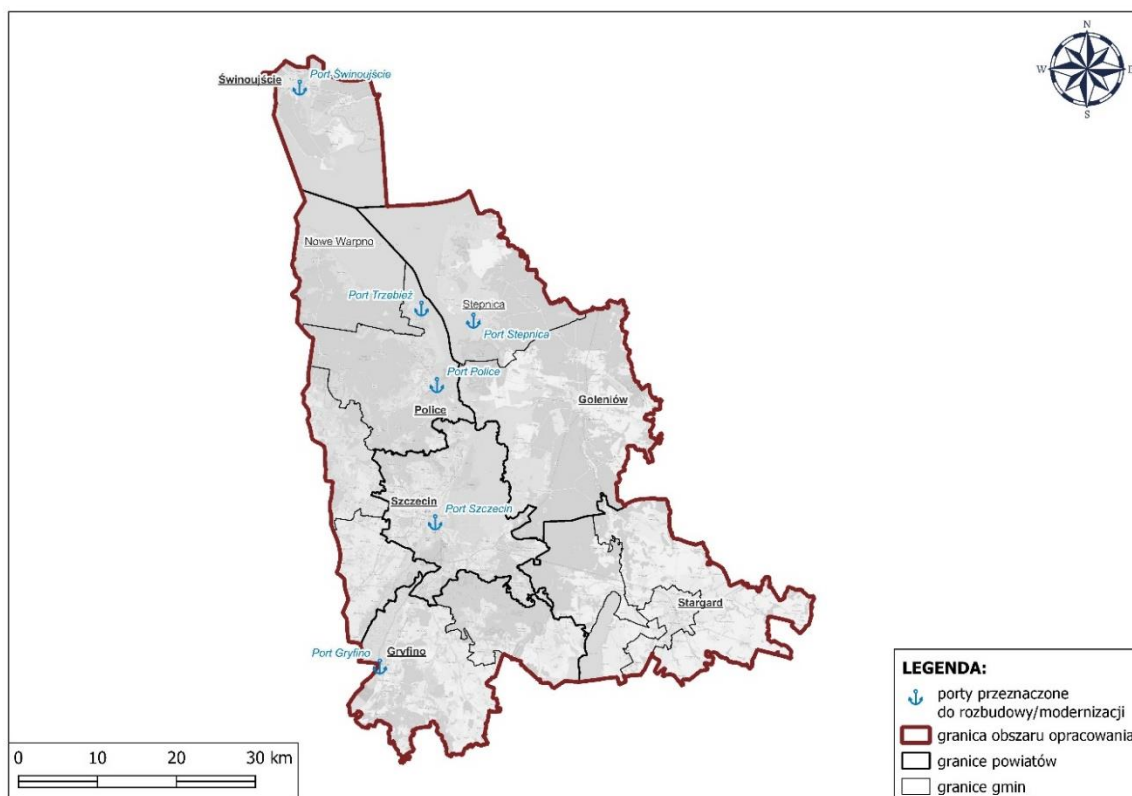 N
W
E
S
Świnoujście
Port Świnoujście
Nowe Warpno
Port Trzebież
Stepnica
Port Stepnica
Port Police
Goleniów
Police
Szczecin
Port Szczecin
Stargard
Port Gryfino
Gryfino
LEGENDA:
porty przeznaczone
do rozbudowy/modernizacji
granica obszaru opracowania
granice powiatów
granice gmin
0 10 20 30 km